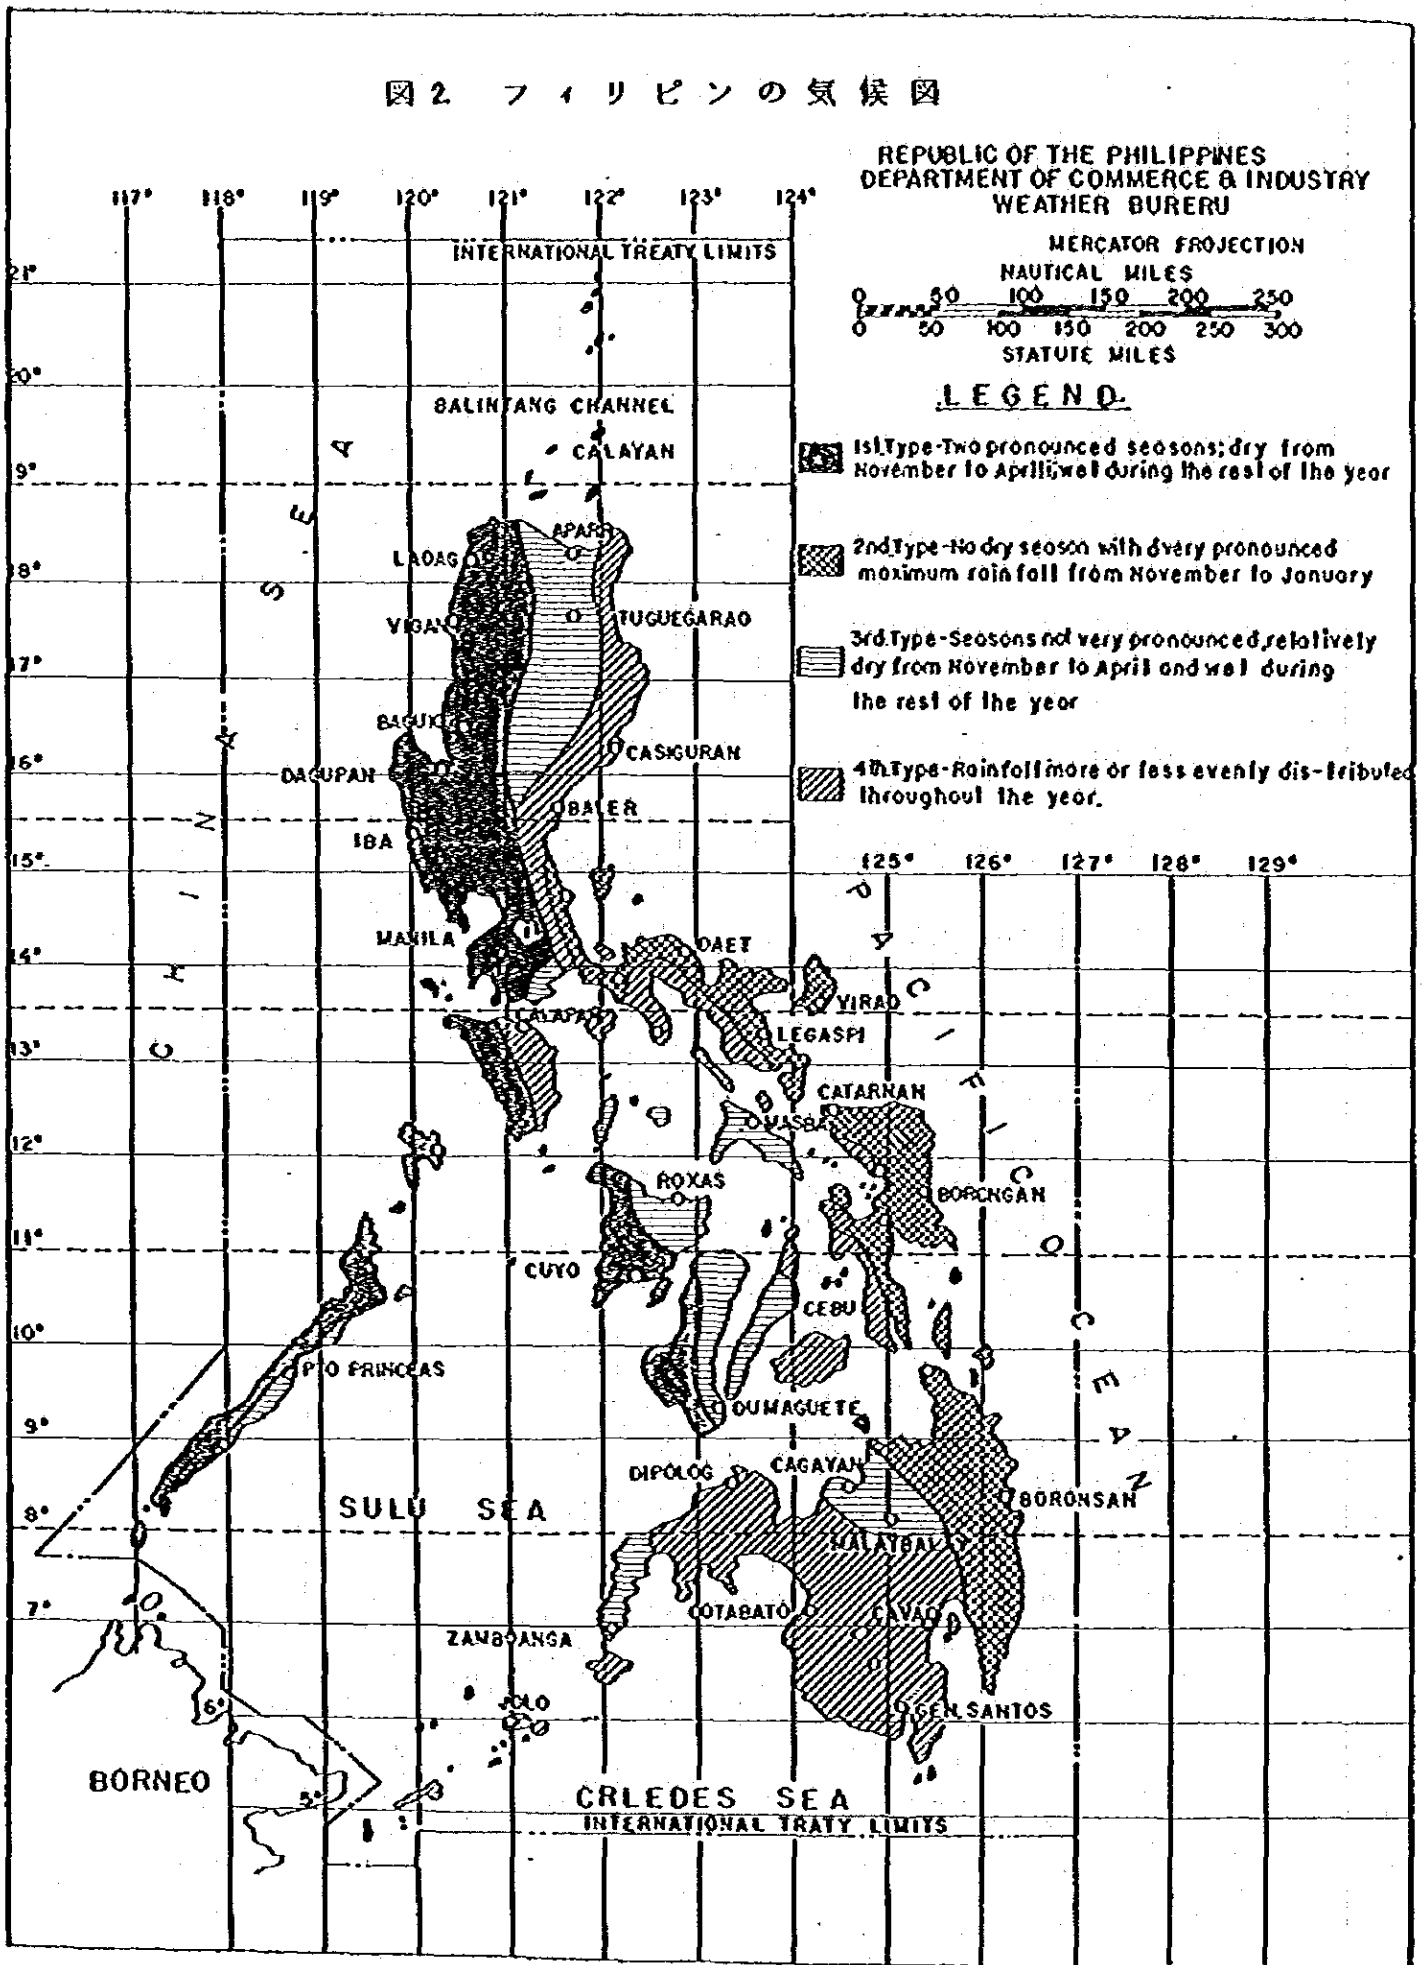 図2 フィリピンの気候図
REPUBLIC OF THE PHILIPPINES
DEPARTMENT OF COMMERCE & INDUSTRY
WEATHER BURERU
MERCATOR PROJECTION
NAUTICAL MILES
0 50 100 150 200 250
0 50 100 150 200 250 300
STATUTE MILES
LEGEND
1st.Type-Two pronounced seasons; dry from
November to April; wet during the rest of the year
2nd.Type-No dry season with a very pronounced
maximum rainfall from November to January
3rd.Type-Seasons not very pronounced, relatively
dry from November to April and wet during
the rest of the year
4th.Type-Rainfall more or less evenly dis-tributed
throughout the year.
117° 118° 119° 120° 121° 122° 123° 124°
INTERNATIONAL TREATY LIMITS
21°
20°
BALINTANG CHANNEL
CALAYAN
9°
APARRI
LAOAG
18°
VIGAN
TUGUEGARAO
17°
BAGUIO
CASIGURAN
DAGUPAN
16°
BALER
IBA
15°
125° 126° 127° 128° 129°
MANILA
DAET
14°
VIRAO
CALAPAN
LEGASPI
13°
CATARNAN
MASBA
12°
ROXAS
BORCNGAN
11°
CUYO
CEBU
10°
PTO PRINCEAS
DUMAGUETE
9°
DIPOLOG
CAGAYAN
BORONSAN
SULU SEA
8°
MALAYBALAY
7°
COTABATO
CAVAO
ZAMBOANGA
JOLO
6°
GEN. SANTOS
BORNEO
5°
CRLEDES SEA
INTERNATIONAL TRATY LIMITS
CHINA SEA
PACIFIC OCEAN